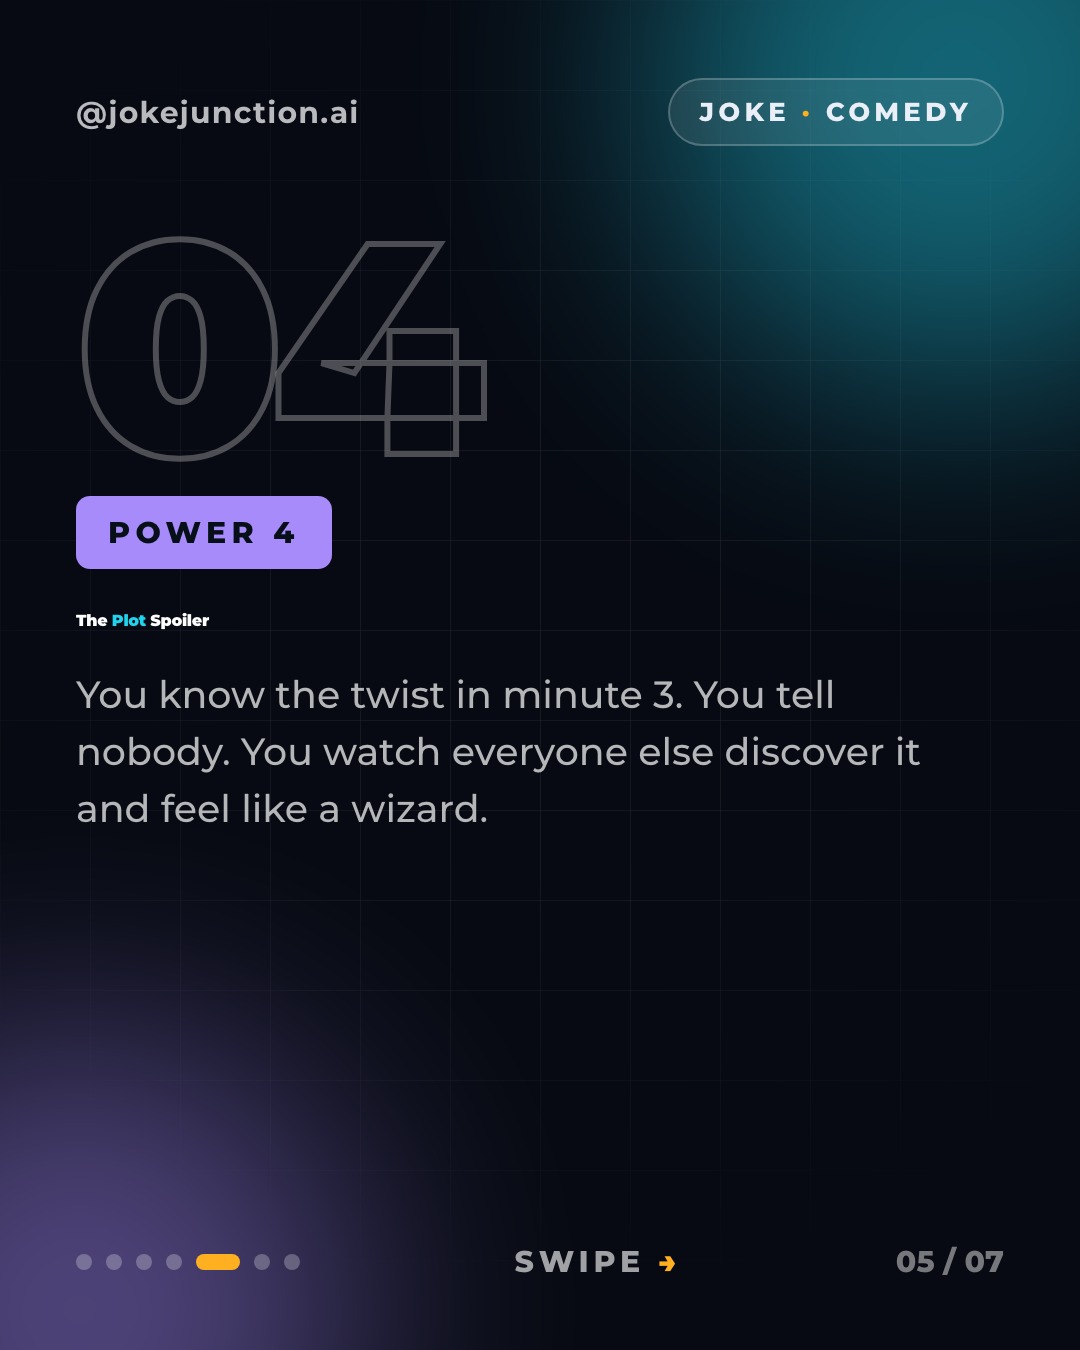 @jokejunction.ai
JOKE • COMEDY
04
POWER 4
The Plot Spoiler
You know the twist in minute 3. You tell
nobody. You watch everyone else discover it
and feel like a wizard.
SWIPE →
05 / 07